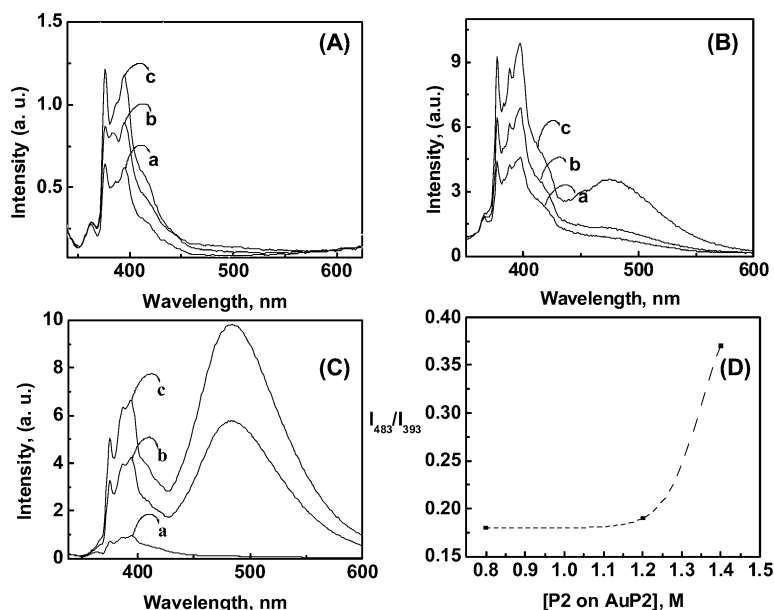 (A)
1.5
1.0
0.5
Intensity (a. u.)
c
b
a
400
500
600
Wavelength, nm
(B)
9
6
3
0
Intensity, (a.u.)
c
b
a
400
500
600
Wavelength, nm
(C)
10
8
6
4
2
0
Intensity, (a. u.)
c
b
a
400
500
600
Wavelength, nm
(D)
0.40
0.35
0.30
0.25
0.20
0.15
I483/I393
0.8 0.9 1.0 1.1 1.2 1.3 1.4 1.5
[P2 on AuP2], M